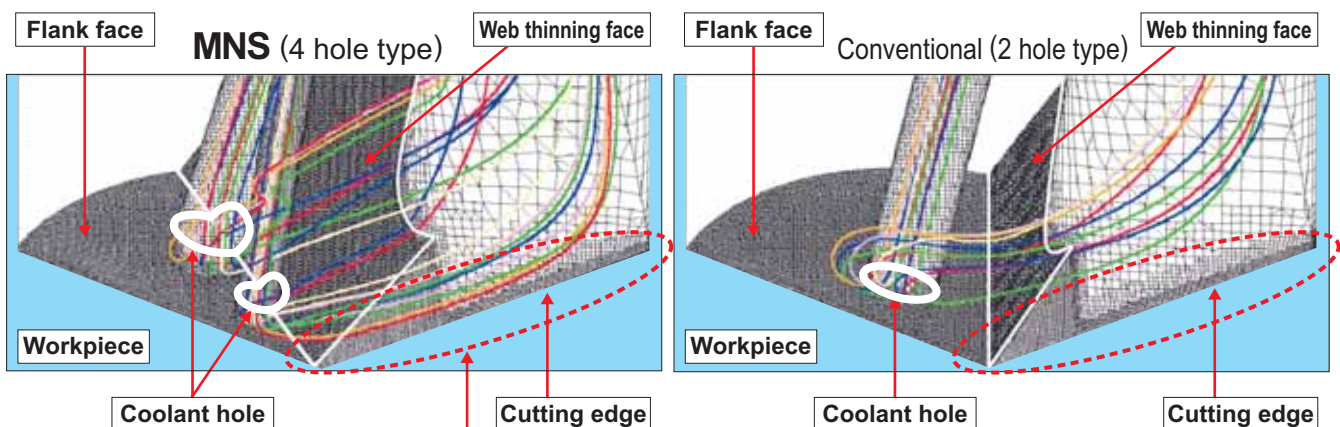 Flank face
MNS (4 hole type)
Web thinning face
Workpiece
Coolant hole
Cutting edge
Flank face
Conventional (2 hole type)
Web thinning face
Workpiece
Coolant hole
Cutting edge